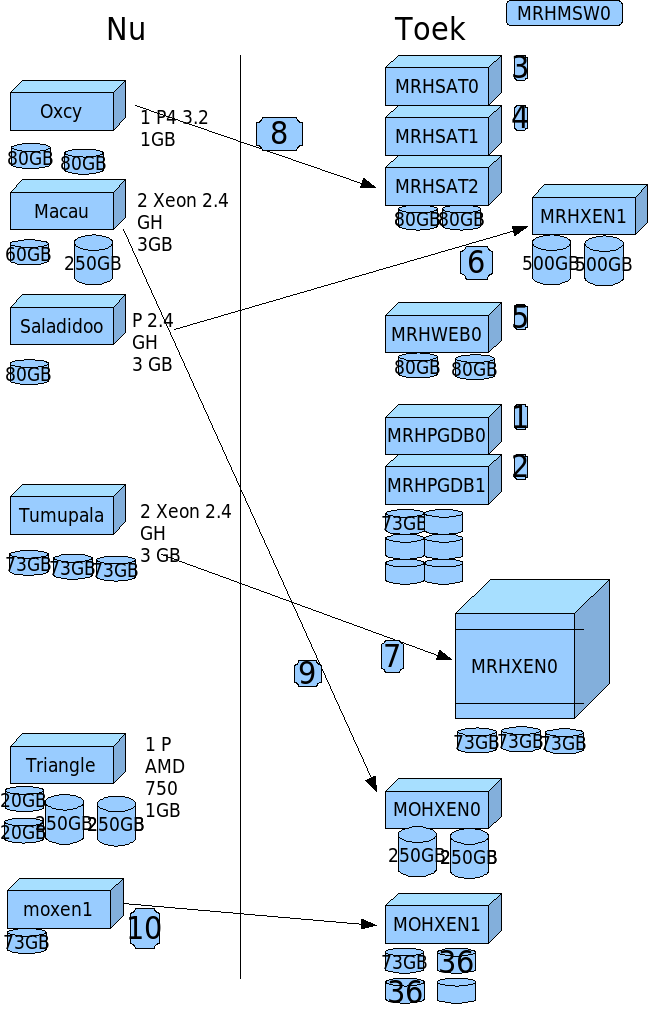 Nu
Oxcy
1 P4 3.2
1GB
80GB
80GB
Macau
2 Xeon 2.4
GH
3GB
60GB
250GB
Saladidoo
P 2.4
GH
3 GB
80GB
Tumupala
2 Xeon 2.4
GH
3 GB
73GB
73GB
73GB
Triangle
1 P
AMD
750
1GB
20GB
20GB
250GB
250GB
moxen1
73GB
8
6
7
9
10
Toek
MRHMSW0
MRHSAT0
3
MRHSAT1
4
MRHSAT2
80GB
80GB
MRHXEN1
500GB
500GB
MRHWEB0
5
80GB
80GB
MRHPGDB0
1
MRHPGDB1
2
73GB
MRHXEN0
73GB
73GB
73GB
MOHXEN0
250GB
250GB
MOHXEN1
73GB
36
36